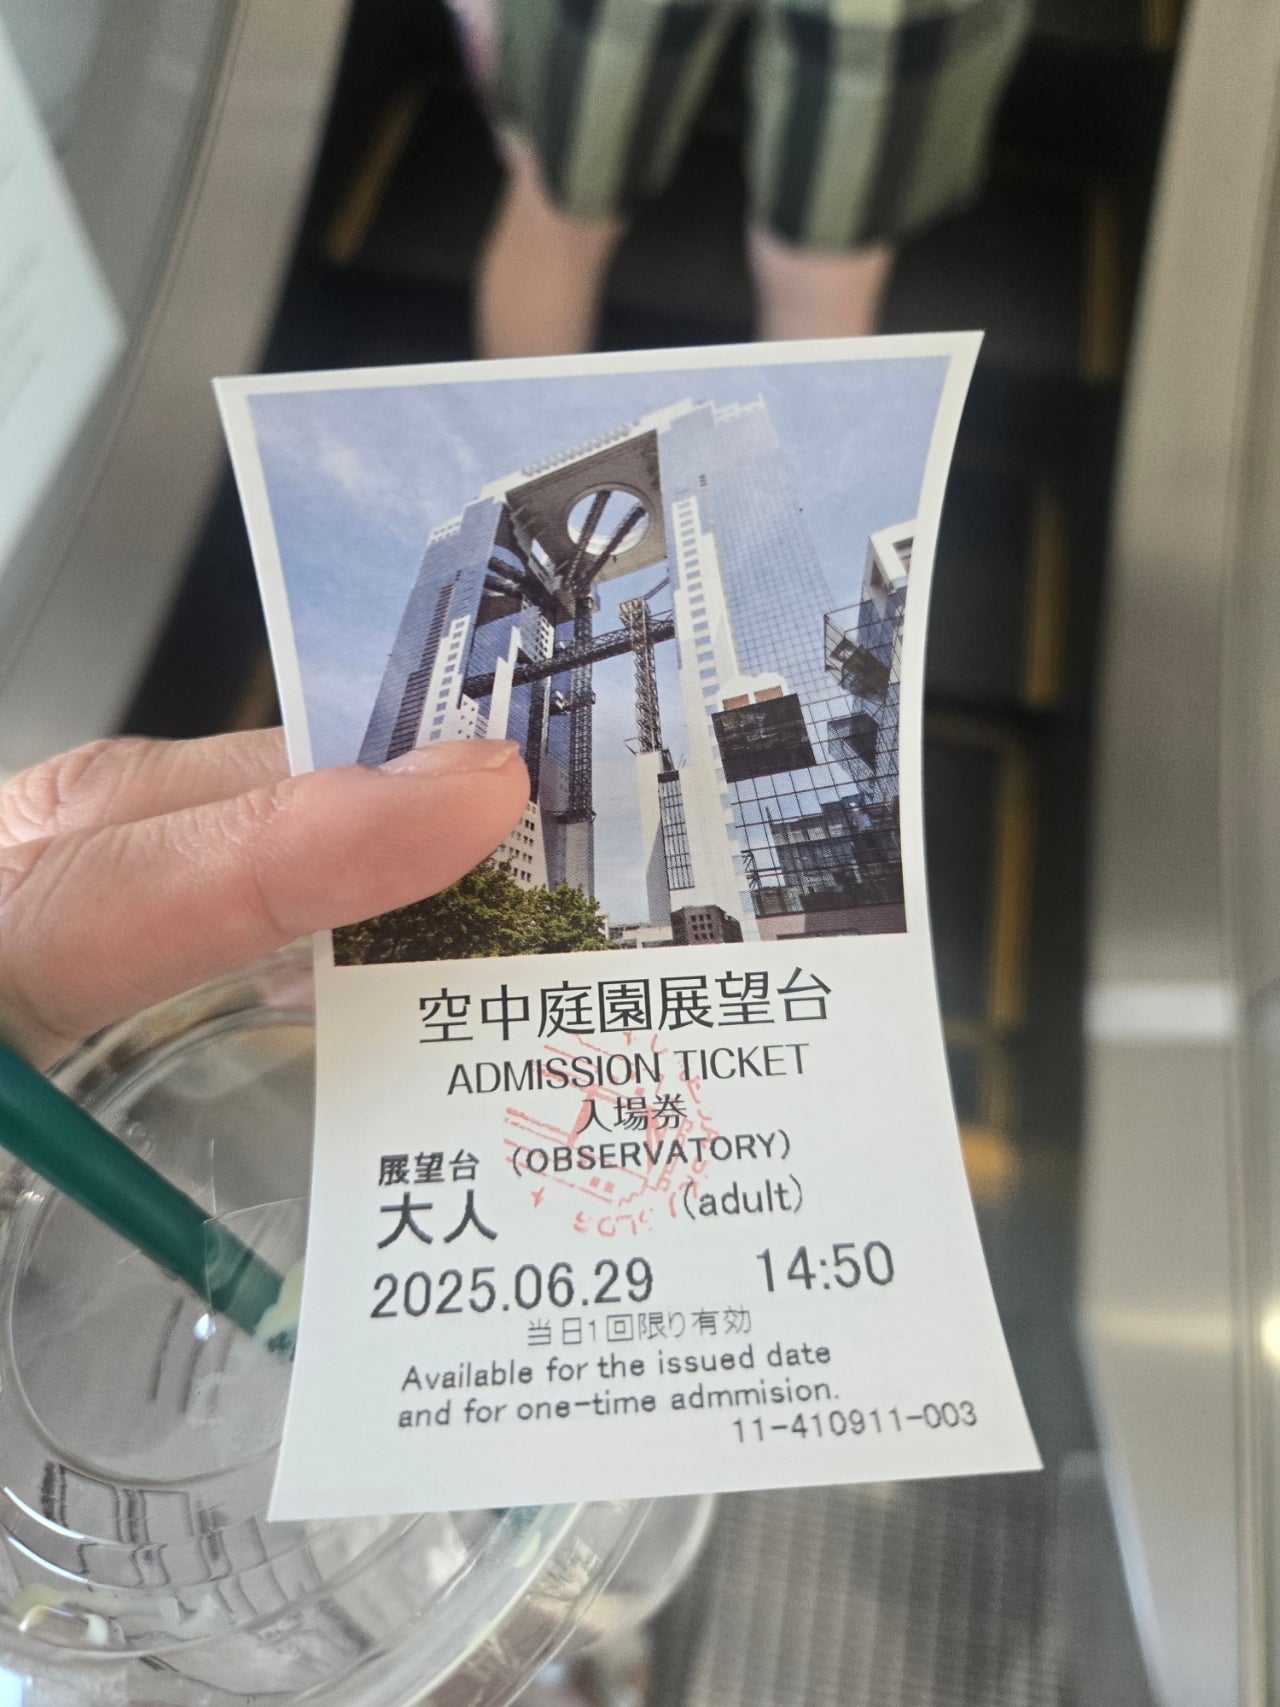 空中庭園展望台
ADMISSION TICKET
入場券
展望台 (OBSERVATORY)
大人 (adult)
2025.06.29 14:50
当日1回限り有効
Available for the issued date
and for one-time admmision.
11-410911-003